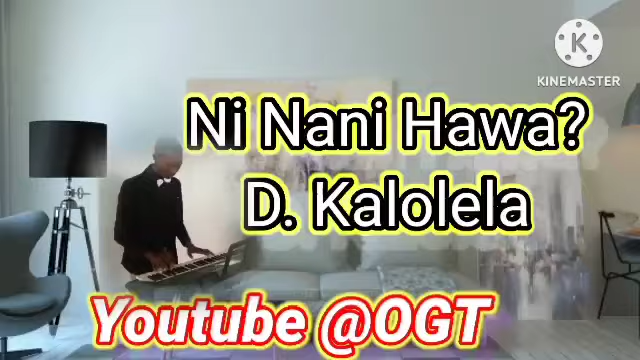 K
KINEMASTER
Ni Nani Hawa?
D. Kalolela
Youtube @OGT